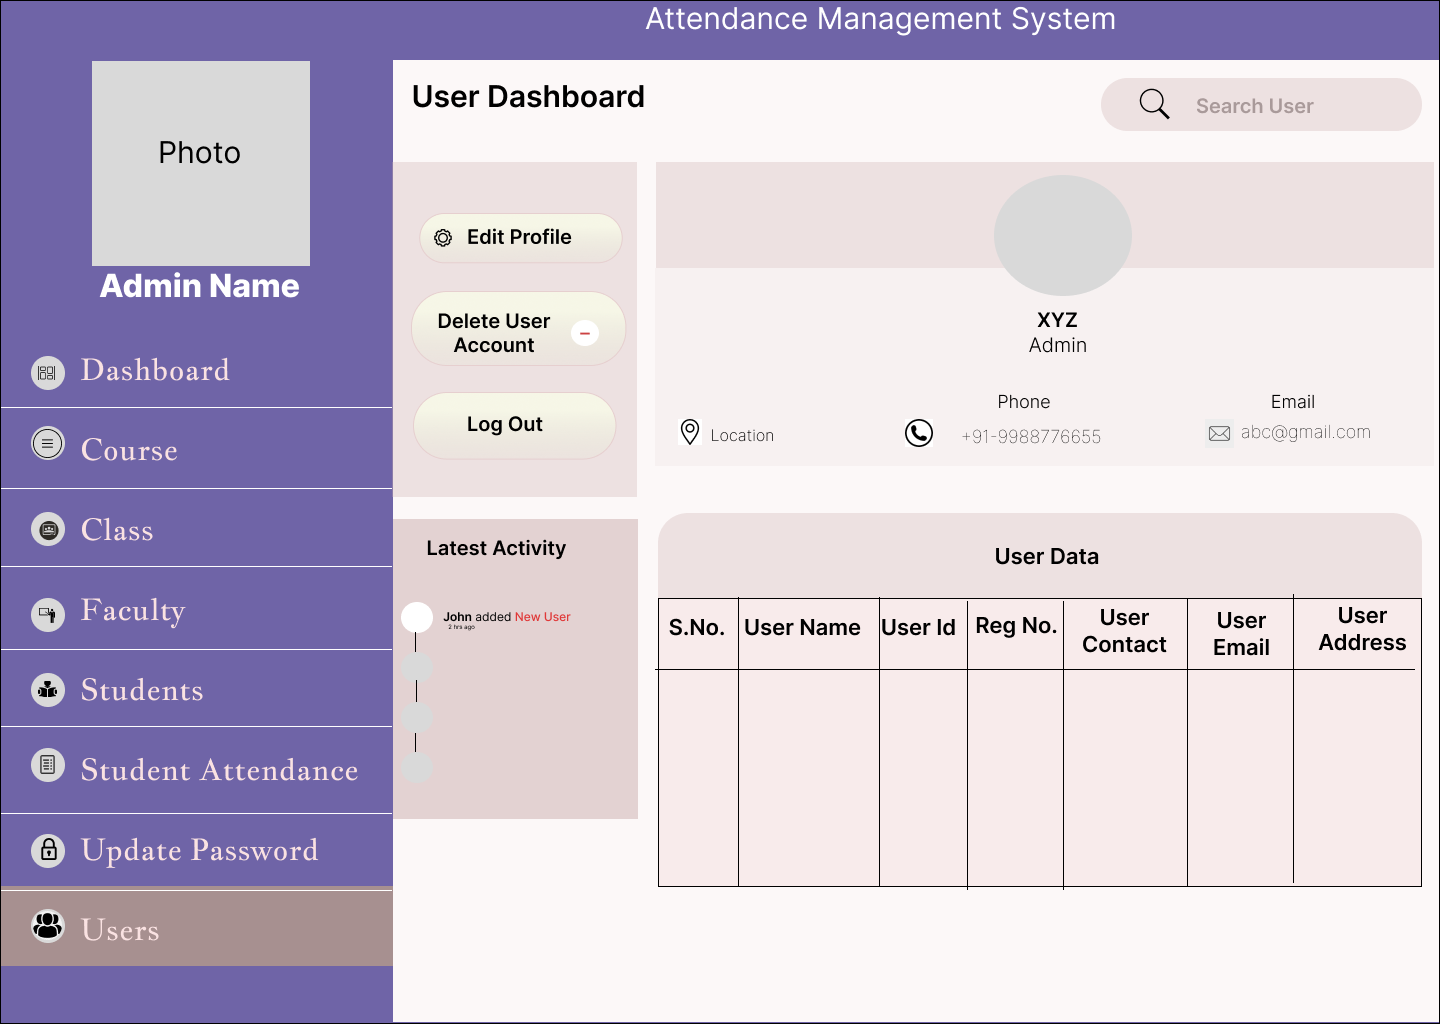 Attendance Management System
Photo
Admin Name
Dashboard
Course
Class
Faculty
Students
Student Attendance
Update Password
Users
User Dashboard
Search User
Edit Profile
Delete User
Account
Log Out
XYZ
Admin
Location
Phone
+91-9988776655
Email
abc@gmail.com
Latest Activity
John added New User
2 hrs ago
User Data
S.No.
User Name
User Id
Reg No.
User
Contact
User
Email
User
Address